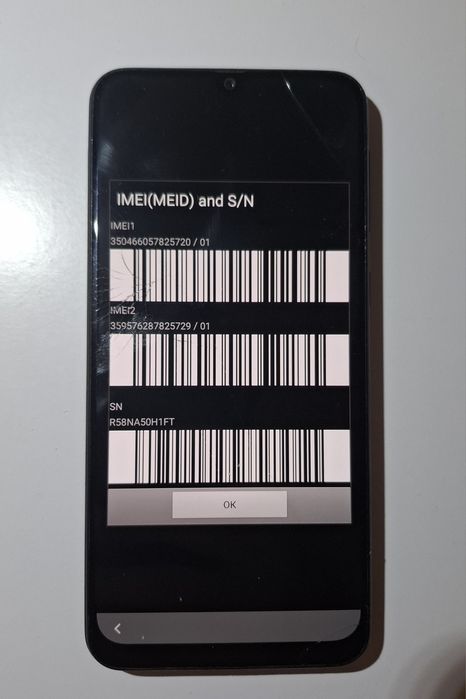 IMEI(MEID) and S/N
IMEI1
350466057825720 / 01
IMEI2
359576287825729 / 01
SN
R58NA50H1FT
OK